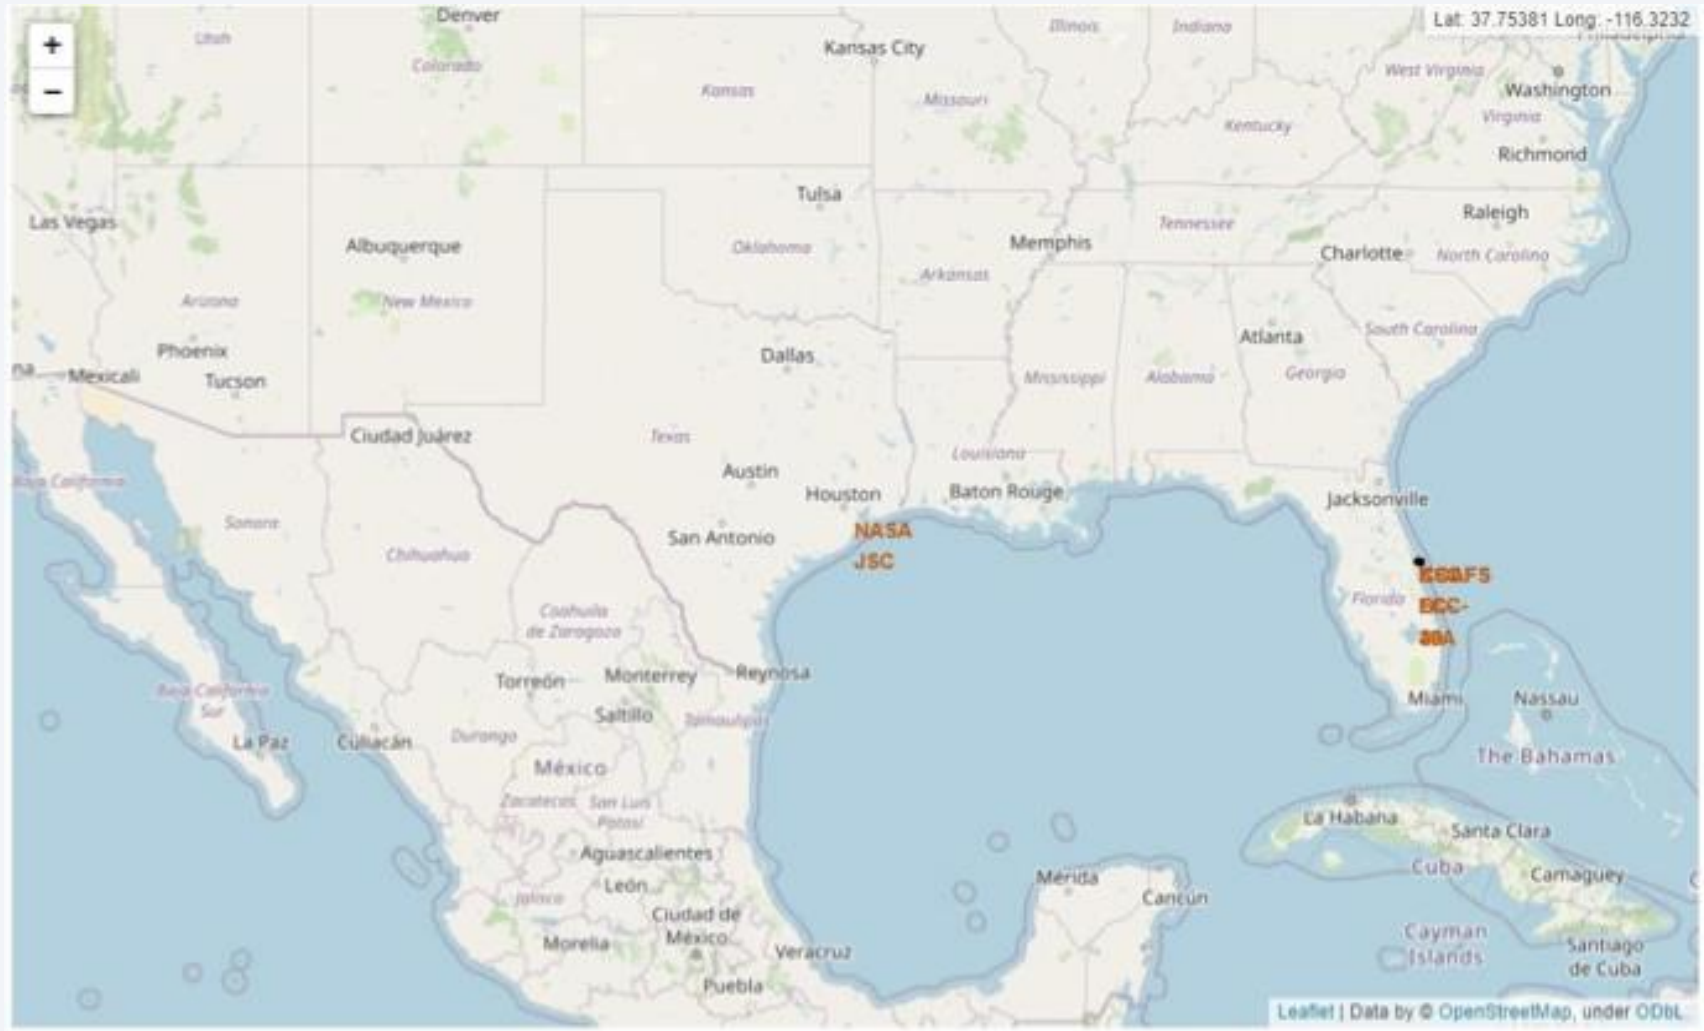 +
−
Lat: 37.75381 Long: -116.3232
Denver
Utah
Colorado
Kansas City
Kansas
Missouri
Illinois
Indiana
Philadelphia
West Virginia
Washington
Virginia
Kentucky
Richmond
Las Vegas
Albuquerque
Tulsa
Oklahoma
Memphis
Tennessee
Raleigh
Charlotte
North Carolina
Arizona
New Mexico
Arkansas
Phoenix
Mexicali
Tucson
Dallas
Mississippi
Alabama
Atlanta
Georgia
South Carolina
Ciudad Juárez
Texas
Austin
Houston
Louisiana
Baton Rouge
Jacksonville
Baja California
Sonora
Chihuahua
San Antonio
NASA
JSC
Florida
Coahuila
de Zaragoza
Torreón
Monterrey
Reynosa
Saltillo
Tamaulipas
Baja California
Sur
La Paz
Culiacán
Durango
México
Zacatecas
San Luis
Potosí
Miami
Nassau
The Bahamas
La Habana
Santa Clara
Cuba
Camagüey
Aguascalientes
León
Jalisco
Ciudad de
México
Morelia
Puebla
Veracruz
Mérida
Cancún
Cayman
Islands
Santiago
de Cuba
Leaflet | Data by © OpenStreetMap, under ODbL